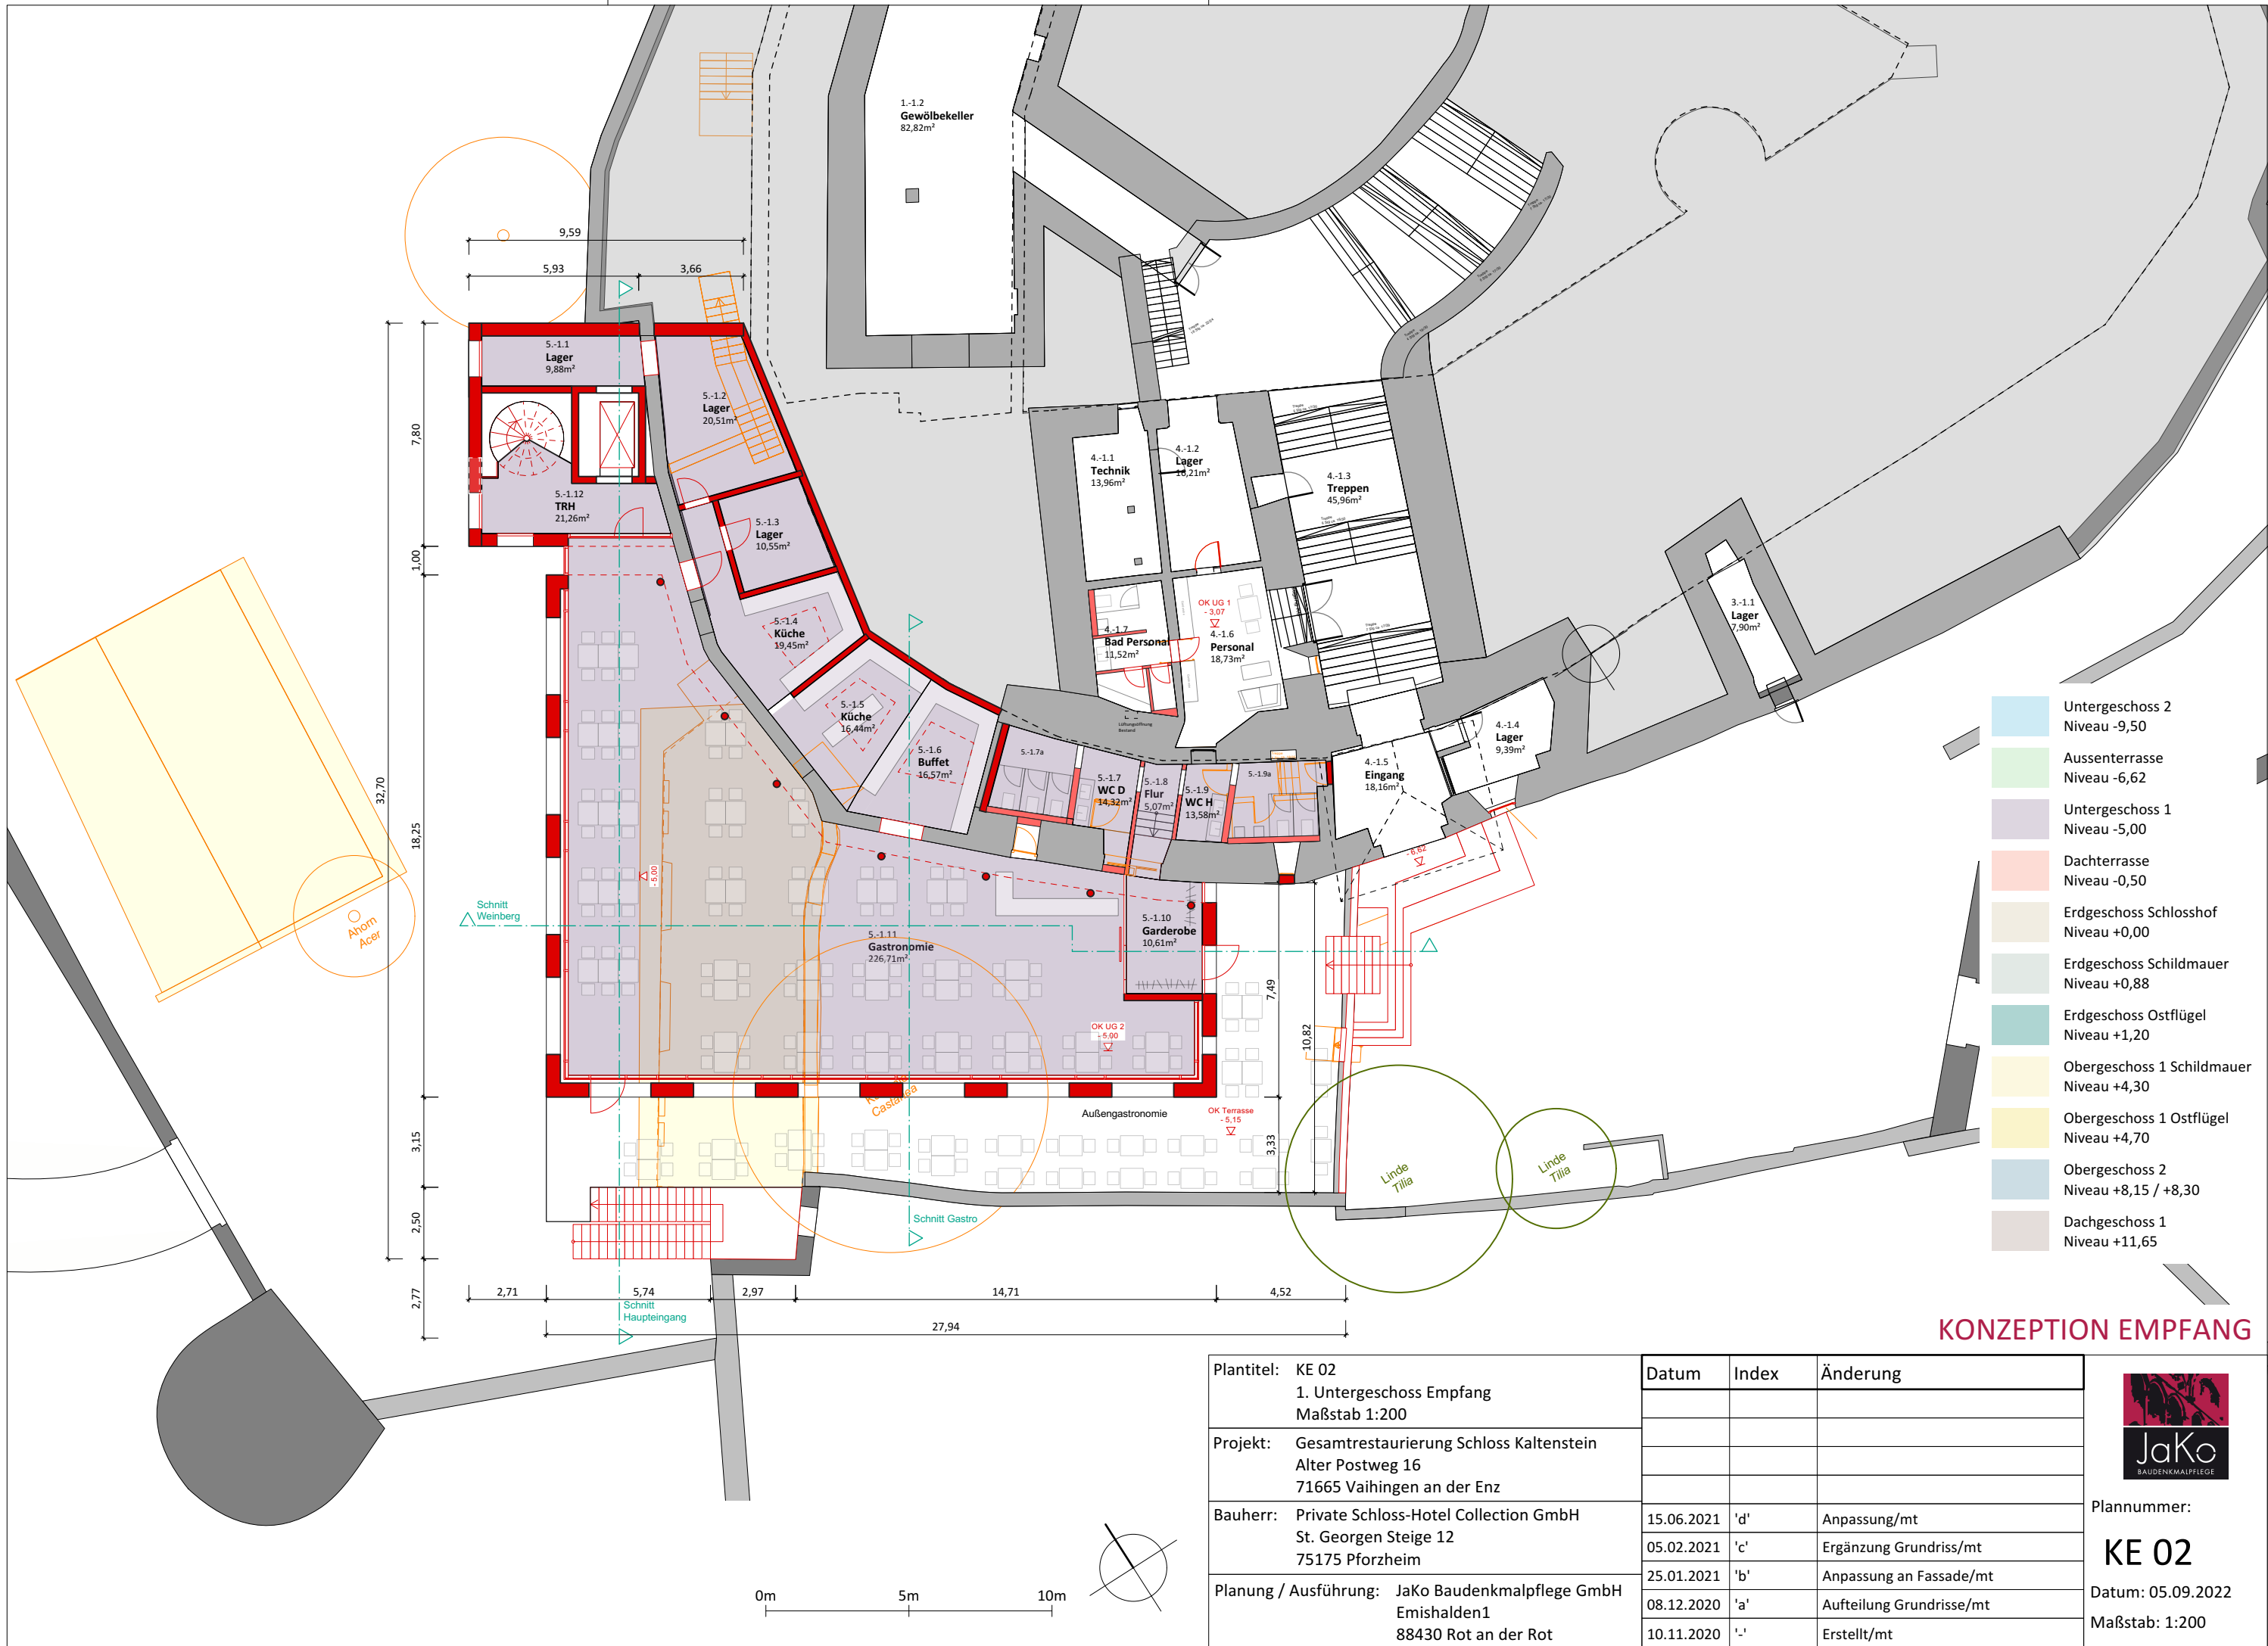 1.-1.2
Gewölbekeller
82,82m²
9,59
5,93
3,66
5.-1.1
Lager
9,88m²
5.-1.2
Lager
20,51m²
5.-1.12
TRH
21,26m²
5.-1.3
Lager
10,55m²
5.-1.4
Küche
19,45m²
5.-1.5
Küche
16,44m²
5.-1.6
Buffet
16,57m²
5.-1.7a
5.-1.7
WC D
14,32m²
5.-1.8
Flur
5,07m²
5.-1.9
WC H
13,58m²
5.-1.9a
5.-1.10
Garderobe
10,61m²
5.-1.11
Gastronomie
226,71m²
4.-1.1
Technik
13,96m²
4.-1.2
Lager
16,21m²
4.-1.3
Treppen
45,96m²
OK UG 1
- 3,07
4.-1.7
Bad Personal
11,52m²
4.-1.6
Personal
18,73m²
Lüftungsöffnung
Bestand
4.-1.4
Lager
9,39m²
4.-1.5
Eingang
18,16m²
3.-1.1
Lager
7,90m²
- 6,62
- 5,00
OK UG 2
- 5,00
OK Terrasse
- 5,15
Außengastronomie
Castanea
Ahorn
Acer
Linde
Tilia
Linde
Tilia
Schnitt
Weinberg
Schnitt Gastro
Schnitt
Haupteingang
32,70
7,80
1,00
18,25
3,15
2,50
2,77
7,49
10,82
3,33
2,71
5,74
2,97
14,71
4,52
27,94
Untergeschoss 2
Niveau -9,50
Aussenterrasse
Niveau -6,62
Untergeschoss 1
Niveau -5,00
Dachterrasse
Niveau -0,50
Erdgeschoss Schlosshof
Niveau +0,00
Erdgeschoss Schildmauer
Niveau +0,88
Erdgeschoss Ostflügel
Niveau +1,20
Obergeschoss 1 Schildmauer
Niveau +4,30
Obergeschoss 1 Ostflügel
Niveau +4,70
Obergeschoss 2
Niveau +8,15 / +8,30
Dachgeschoss 1
Niveau +11,65
KONZEPTION EMPFANG
0m 5m 10m
Plantitel: KE 02
1. Untergeschoss Empfang
Maßstab 1:200
Projekt: Gesamtrestaurierung Schloss Kaltenstein
Alter Postweg 16
71665 Vaihingen an der Enz
Bauherr: Private Schloss-Hotel Collection GmbH
St. Georgen Steige 12
75175 Pforzheim
Planung / Ausführung: JaKo Baudenkmalpflege GmbH
Emishalden1
88430 Rot an der Rot
Datum Index Änderung
15.06.2021 'd' Anpassung/mt
05.02.2021 'c' Ergänzung Grundriss/mt
25.01.2021 'b' Anpassung an Fassade/mt
08.12.2020 'a' Aufteilung Grundrisse/mt
10.11.2020 '-' Erstellt/mt
JaKo
BAUDENKMALPFLEGE
Plannummer:
KE 02
Datum: 05.09.2022
Maßstab: 1:200